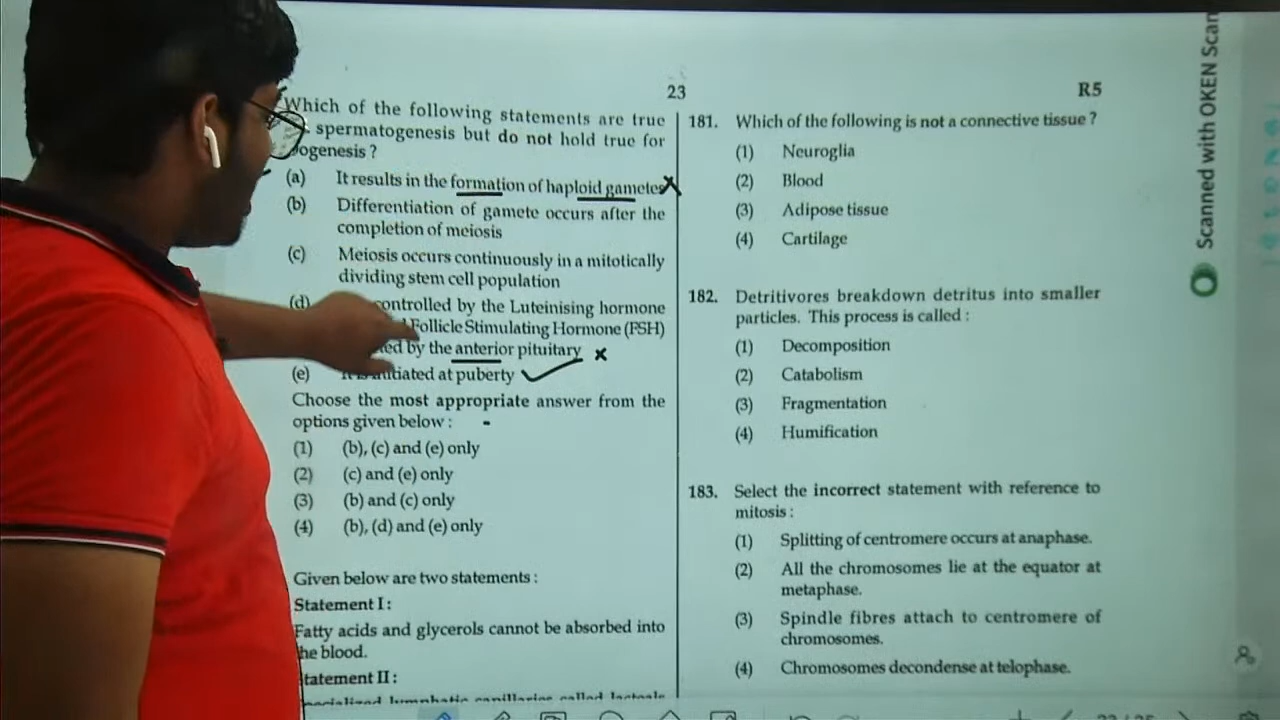 23
R5
Which of the following statements are true
spermatogenesis but do not hold true for
ogenesis ?
(a) It results in the formation of haploid gametes
(b) Differentiation of gamete occurs after the
completion of meiosis
(c) Meiosis occurs continuously in a mitotically
dividing stem cell population
(d) controlled by the Luteinising hormone
Follicle Stimulating Hormone (FSH)
ed by the anterior pituitary
(e) It is initiated at puberty
Choose the most appropriate answer from the
options given below :
(1) (b), (c) and (e) only
(2) (c) and (e) only
(3) (b) and (c) only
(4) (b), (d) and (e) only
Given below are two statements :
Statement I :
Fatty acids and glycerols cannot be absorbed into
he blood.
tatement II :
pecialized lymphatic capillaries called lacteals
181. Which of the following is not a connective tissue ?
(1) Neuroglia
(2) Blood
(3) Adipose tissue
(4) Cartilage
182. Detritivores breakdown detritus into smaller
particles. This process is called :
(1) Decomposition
(2) Catabolism
(3) Fragmentation
(4) Humification
183. Select the incorrect statement with reference to
mitosis :
(1) Splitting of centromere occurs at anaphase.
(2) All the chromosomes lie at the equator at
metaphase.
(3) Spindle fibres attach to centromere of
chromosomes.
(4) Chromosomes decondense at telophase.
Scanned with OKEN Scan